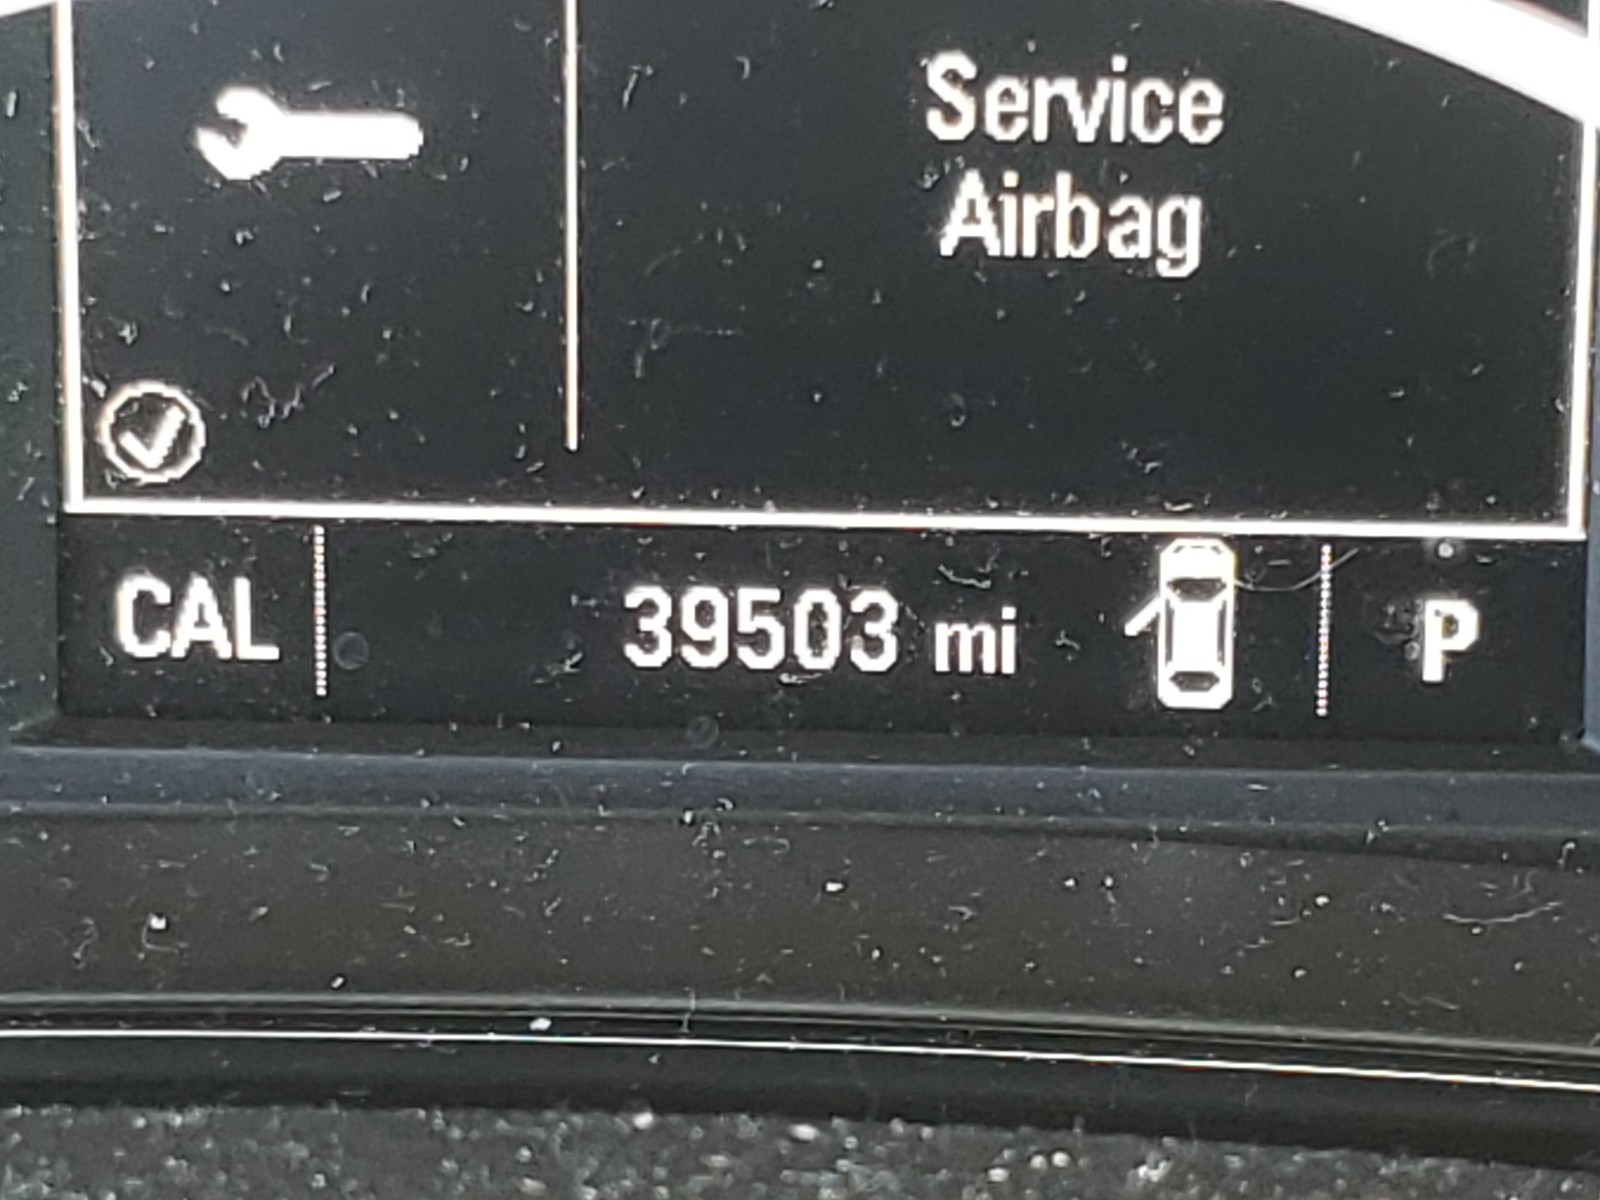 Service
Airbag
CAL
39503 mi
P